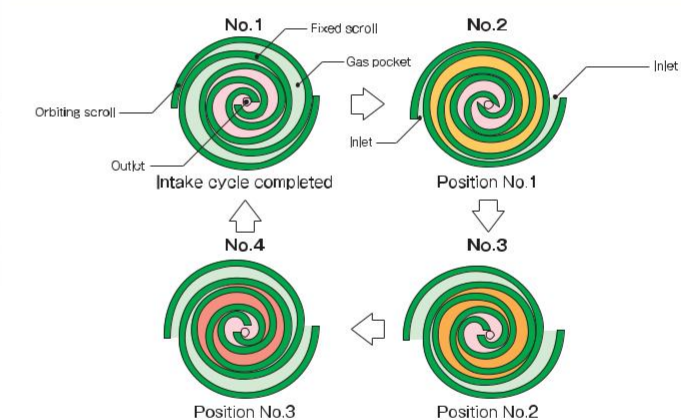 No.1
Fixed scroll
Gas pocket
Orbiting scroll
Outlet
Intake cycle completed
No.2
Inlet
Inlet
Position No.1
No.4
Position No.3
No.3
Position No.2